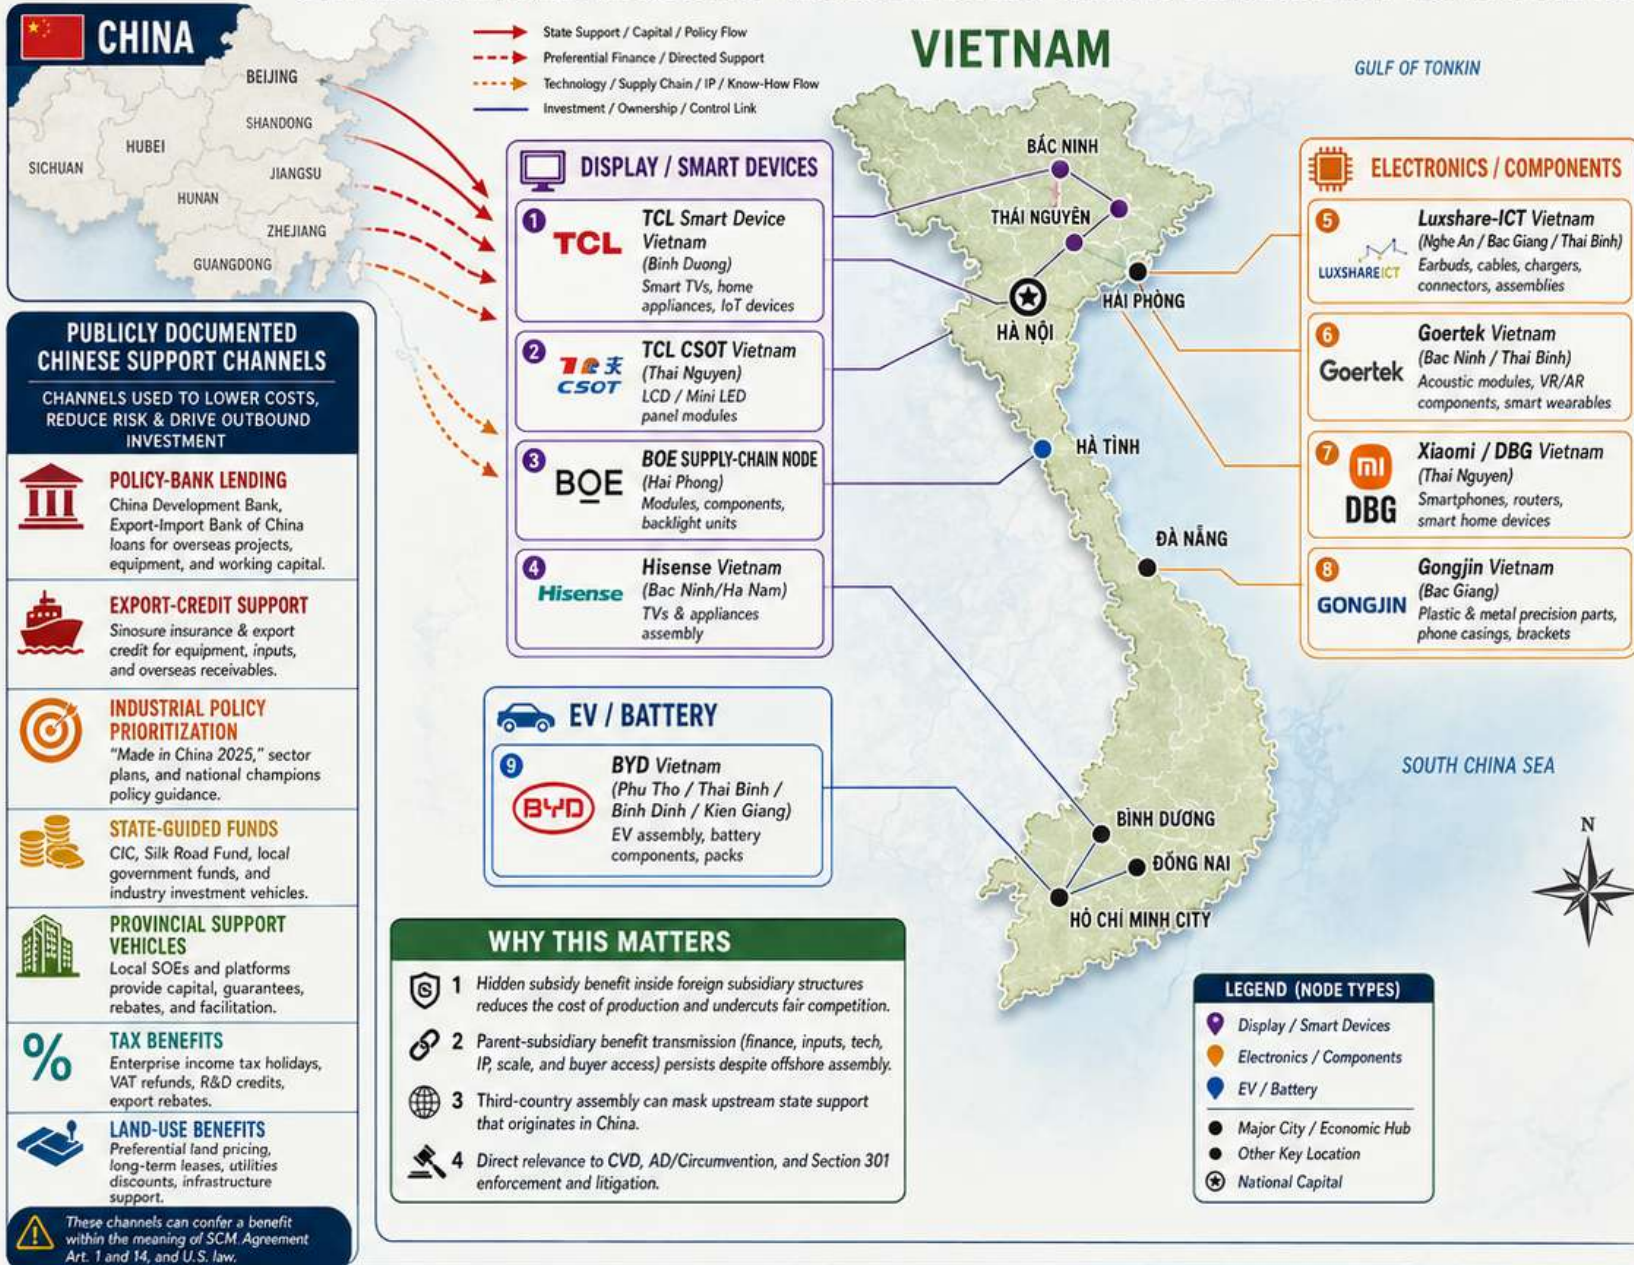 CHINA
BEIJING
SHANDONG
HUBEI
SICHUAN
JIANGSU
HUNAN
ZHEJIANG
GUANGDONG
State Support / Capital / Policy Flow
Preferential Finance / Directed Support
Technology / Supply Chain / IP / Know-How Flow
Investment / Ownership / Control Link
VIETNAM
GULF OF TONKIN
PUBLICLY DOCUMENTED
CHINESE SUPPORT CHANNELS
CHANNELS USED TO LOWER COSTS,
REDUCE RISK & DRIVE OUTBOUND
INVESTMENT
POLICY-BANK LENDING
China Development Bank,
Export-Import Bank of China
loans for overseas projects,
equipment, and working capital.
EXPORT-CREDIT SUPPORT
Sinosure insurance & export
credit for equipment, inputs,
and overseas receivables.
INDUSTRIAL POLICY
PRIORITIZATION
"Made in China 2025," sector
plans, and national champions
policy guidance.
STATE-GUIDED FUNDS
CIC, Silk Road Fund, local
government funds, and
industry investment vehicles.
PROVINCIAL SUPPORT
VEHICLES
Local SOEs and platforms
provide capital, guarantees,
rebates, and facilitation.
%
TAX BENEFITS
Enterprise income tax holidays,
VAT refunds, R&D credits,
export rebates.
LAND-USE BENEFITS
Preferential land pricing,
long-term leases, utilities
discounts, infrastructure
support.
These channels can confer a benefit
within the meaning of SCM Agreement
Art. 1 and 14, and U.S. law.
DISPLAY / SMART DEVICES
1
TCL
TCL Smart Device
Vietnam
(Binh Duong)
Smart TVs, home
appliances, IoT devices
2
CSOT
TCL CSOT Vietnam
(Thai Nguyen)
LCD / Mini LED
panel modules
3
BOE
BOE SUPPLY-CHAIN NODE
(Hai Phong)
Modules, components,
backlight units
4
Hisense
Hisense Vietnam
(Bac Ninh/Ha Nam)
TVs & appliances
assembly
EV / BATTERY
9
BYD
BYD Vietnam
(Phu Tho / Thai Binh /
Binh Dinh / Kien Giang)
EV assembly, battery
components, packs
WHY THIS MATTERS
1 Hidden subsidy benefit inside foreign subsidiary structures
reduces the cost of production and undercuts fair competition.
2 Parent-subsidiary benefit transmission (finance, inputs, tech,
IP, scale, and buyer access) persists despite offshore assembly.
3 Third-country assembly can mask upstream state support
that originates in China.
4 Direct relevance to CVD, AD/Circumvention, and Section 301
enforcement and litigation.
BẮC NINH
THÁI NGUYÊN
HẢI PHÒNG
HÀ NỘI
HÀ TÌNH
ĐÀ NẴNG
BÌNH DƯƠNG
ĐỒNG NAI
HỒ CHÍ MINH CITY
ELECTRONICS / COMPONENTS
5
LUXSHARE ICT
Luxshare-ICT Vietnam
(Nghe An / Bac Giang / Thai Binh)
Earbuds, cables, chargers,
connectors, assemblies
6
Goertek
Goertek Vietnam
(Bac Ninh / Thai Binh)
Acoustic modules, VR/AR
components, smart wearables
7
mi
DBG
Xiaomi / DBG Vietnam
(Thai Nguyen)
Smartphones, routers,
smart home devices
8
GONGJIN
Gongjin Vietnam
(Bac Giang)
Plastic & metal precision parts,
phone casings, brackets
SOUTH CHINA SEA
N
LEGEND (NODE TYPES)
Display / Smart Devices
Electronics / Components
EV / Battery
Major City / Economic Hub
Other Key Location
National Capital